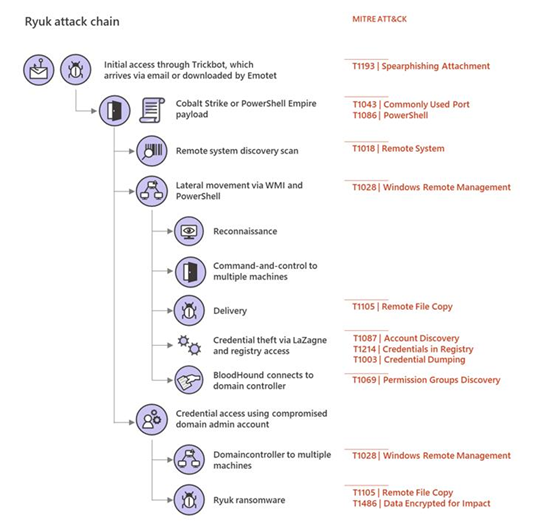 Ryuk attack chain
MITRE ATT&CK
Initial access through Trickbot, which
arrives via email or downloaded by Emotet
T1193 | Spearphishing Attachment
Cobalt Strike or PowerShell Empire
payload
T1043 | Commonly Used Port
T1086 | PowerShell
Remote system discovery scan
T1018 | Remote System
Lateral movement via WMI and
PowerShell
T1028 | Windows Remote Management
Reconnaissance
Command-and-control to
multiple machines
Delivery
T1105 | Remote File Copy
Credential theft via LaZagne
and registry access
T1087 | Account Discovery
T1214 | Credentials in Registry
T1003 | Credential Dumping
BloodHound connects to
domain controller
T1069 | Permission Groups Discovery
Credential access using compromised
domain admin account
Domaincontroller to multiple
machines
T1028 | Windows Remote Management
Ryuk ransomware
T1105 | Remote File Copy
T1486 | Data Encrypted for Impact